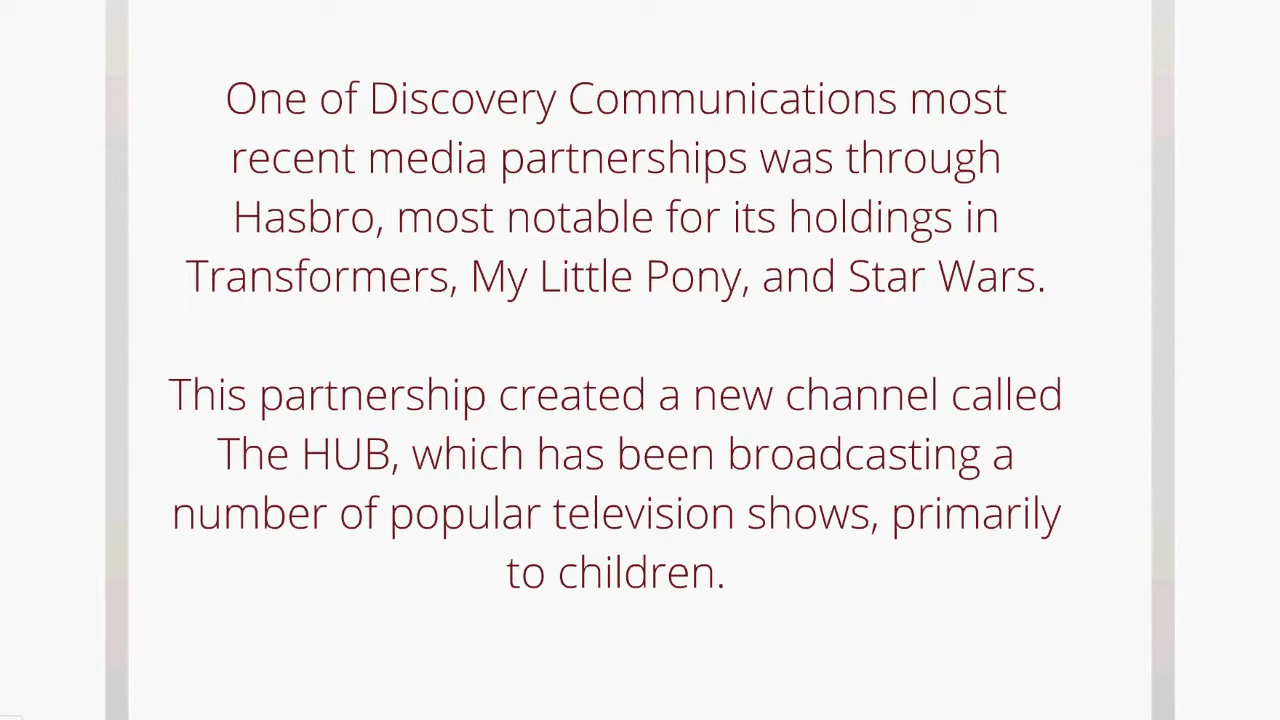 One of Discovery Communications most
recent media partnerships was through
Hasbro, most notable for its holdings in
Transformers, My Little Pony, and Star Wars.
This partnership created a new channel called
The HUB, which has been broadcasting a
number of popular television shows, primarily
to children.